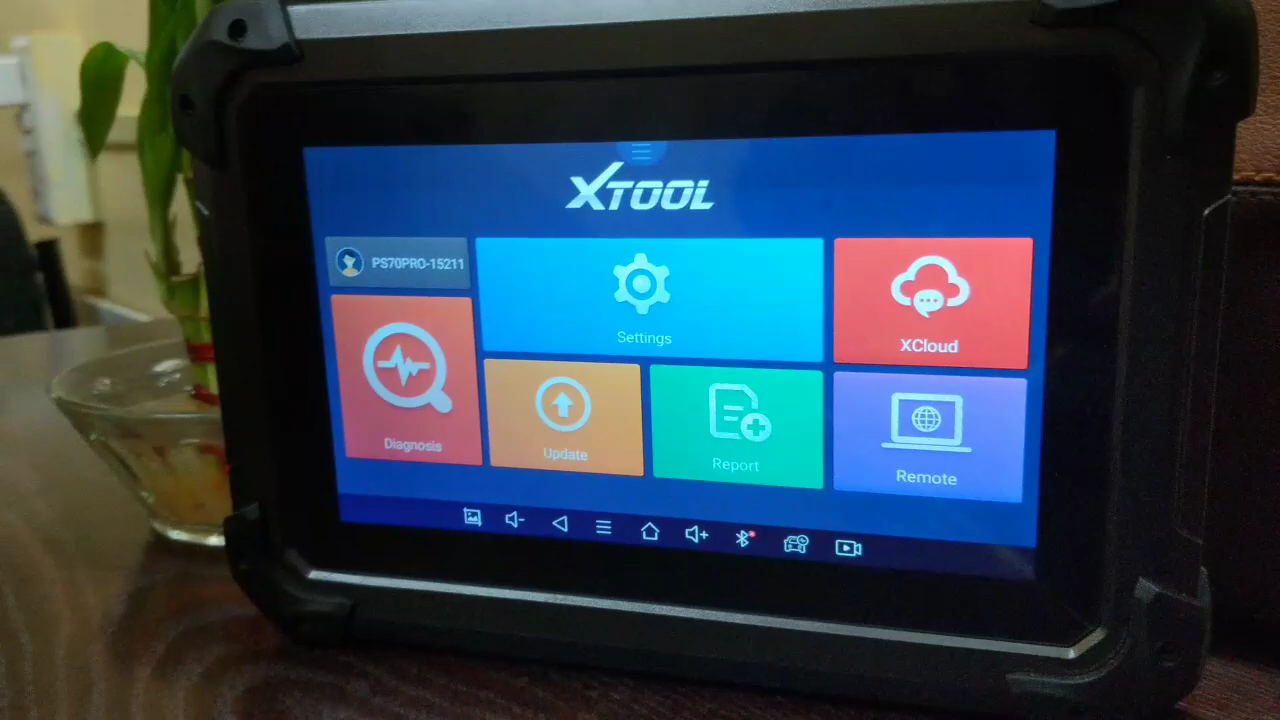 XTOOL
PS70PRO-15211
Settings
XCloud
Diagnosis
Update
Report
Remote